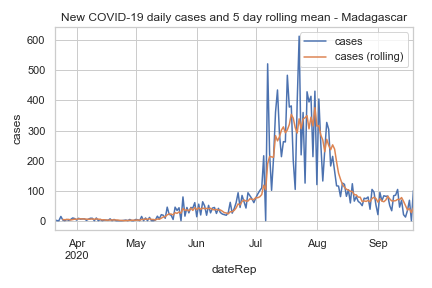 New COVID-19 daily cases and 5 day rolling mean - Madagascar
cases
cases (rolling)
600
500
400
300
200
100
0
cases
Apr
2020
May
Jun
Jul
Aug
Sep
dateRep